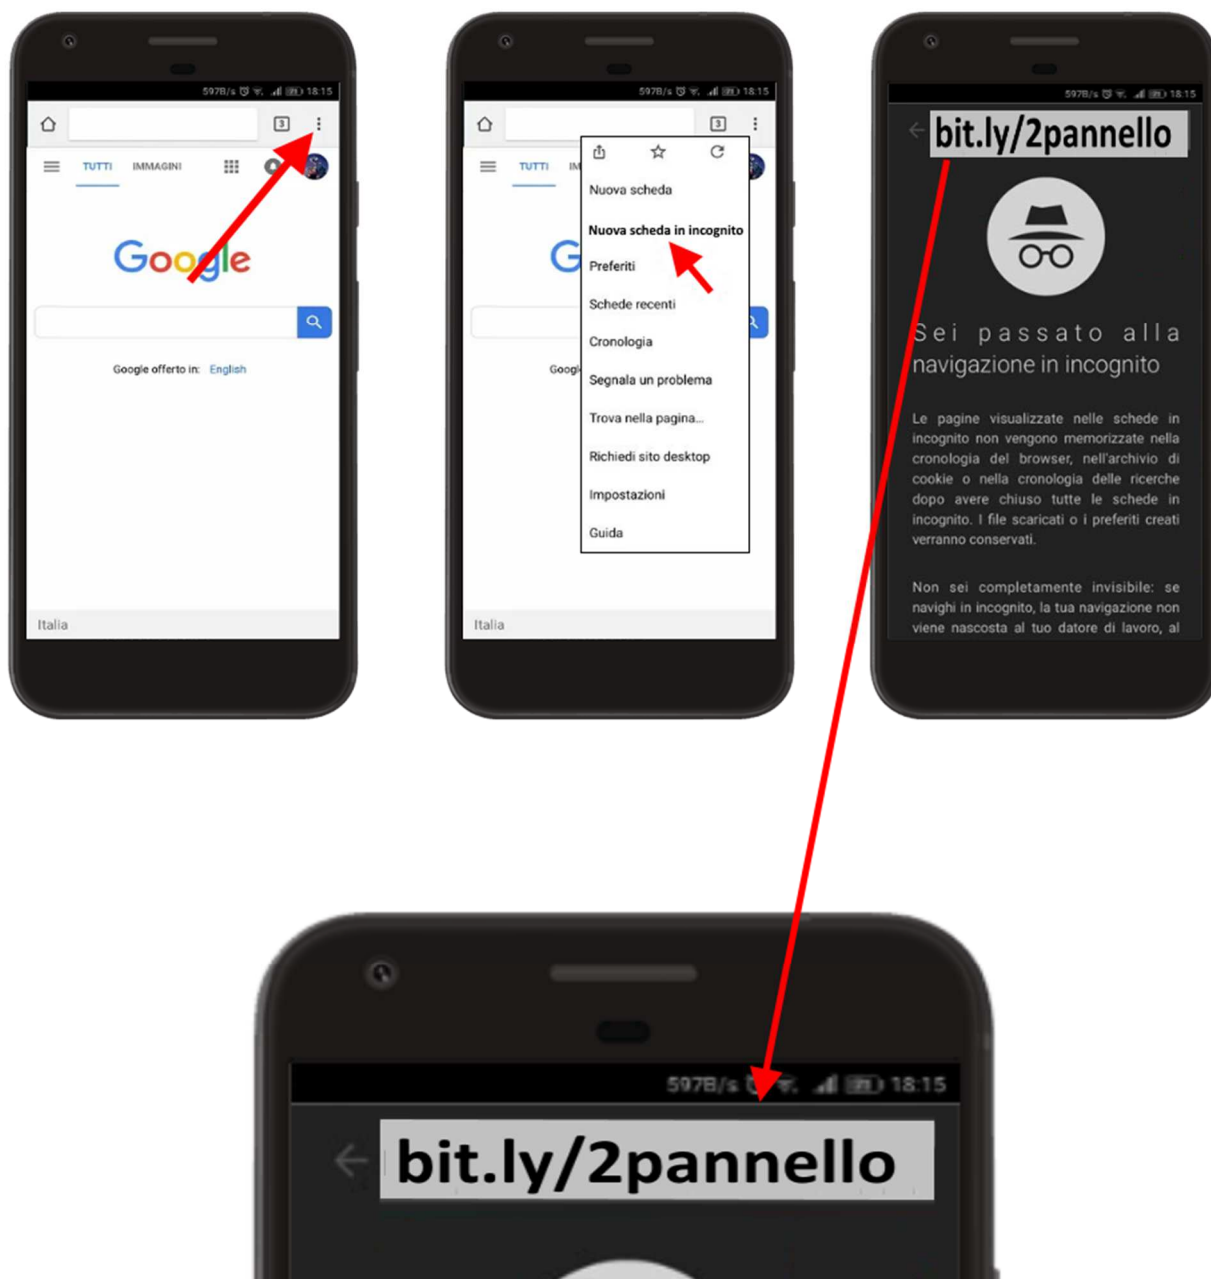 597B/s 18:15
3
TUTTI IMMAGINI
Google
Google offerto in: English
Italia
597B/s 18:15
3
TUTTI IM
Nuova scheda
Nuova scheda in incognito
Preferiti
Schede recenti
Cronologia
Segnala un problema
Trova nella pagina...
Richiedi sito desktop
Impostazioni
Guida
G
Googl
Italia
597B/s 18:15
bit.ly/2pannello
Sei passato alla
navigazione in incognito
Le pagine visualizzate nelle schede in
incognito non vengono memorizzate nella
cronologia del browser, nell'archivio di
cookie o nella cronologia delle ricerche
dopo avere chiuso tutte le schede in
incognito. I file scaricati o i preferiti creati
verranno conservati.
Non sei completamente invisibile: se
navighi in incognito, la tua navigazione non
viene nascosta al tuo datore di lavoro, al
597B/s 18:15
bit.ly/2pannello